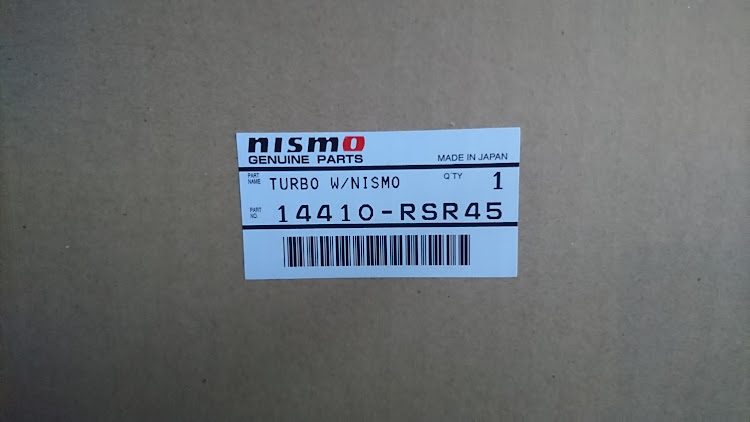 nismo
GENUINE PARTS
MADE IN JAPAN
PART NAME TURBO W/NISMO Q'TY 1
PART NO. 14410-RSR45